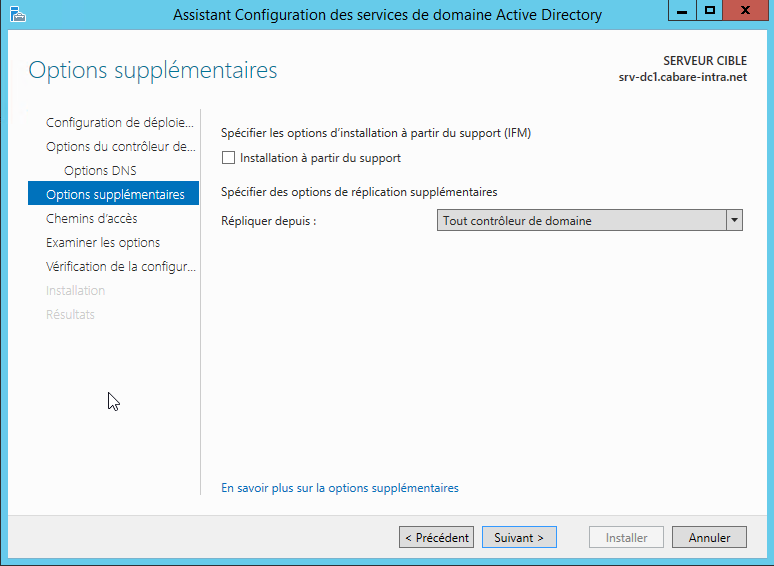 Assistant Configuration des services de domaine Active Directory
Options supplémentaires
SERVEUR CIBLE
srv-dc1.cabare-intra.net
Configuration de déploie...
Options du contrôleur de...
Options DNS
Options supplémentaires
Chemins d'accès
Examiner les options
Vérification de la configur...
Installation
Résultats
Spécifier les options d'installation à partir du support (IFM)
Installation à partir du support
Spécifier des options de réplication supplémentaires
Répliquer depuis :
Tout contrôleur de domaine
En savoir plus sur la options supplémentaires
< Précédent
Suivant >
Installer
Annuler